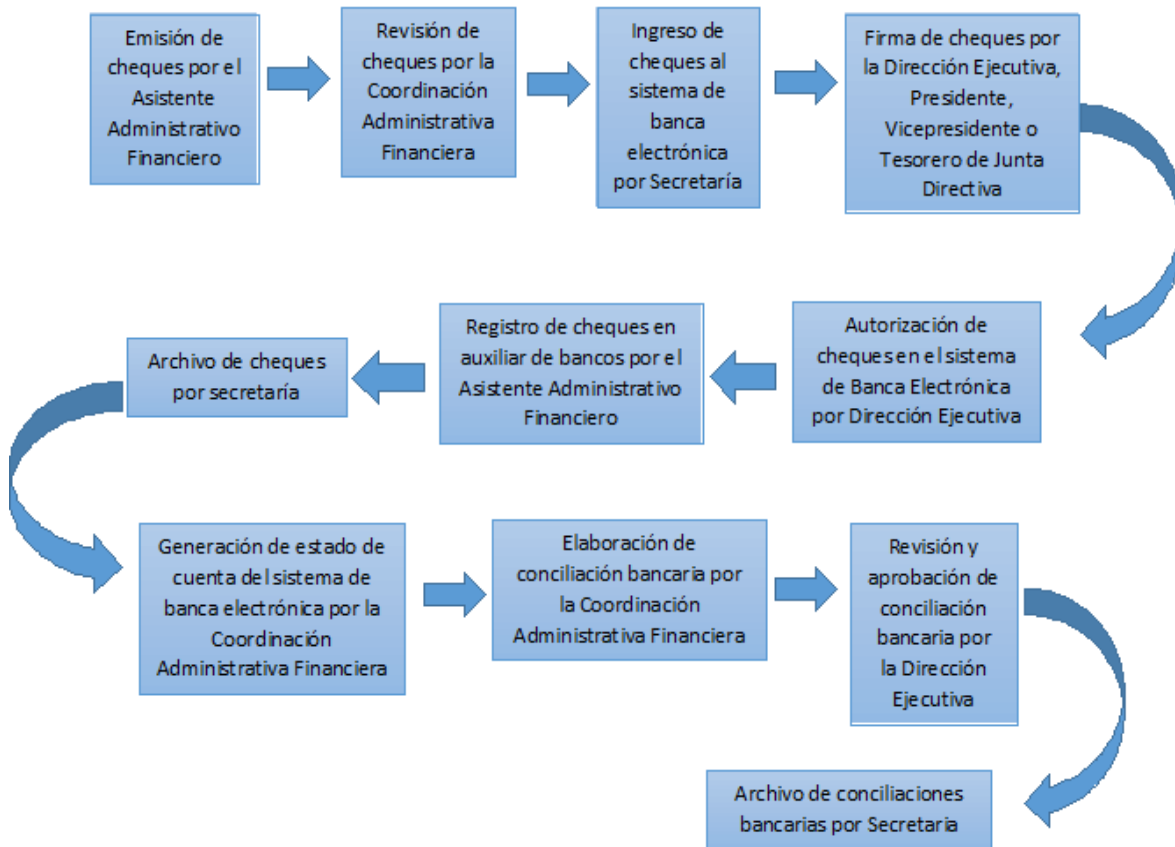 Emisión de
cheques por el
Asistente
Administrativo
Financiero
Revisión de
cheques por la
Coordinación
Administrativa
Financiera
Ingreso de
cheques al
sistema de
banca
electrónica
por Secretaría
Firma de cheques por
la Dirección Ejecutiva,
Presidente,
Vicepresidente o
Tesorero de Junta
Directiva
Autorización de
cheques en el sistema
de Banca Electrónica
por Dirección Ejecutiva
Registro de cheques en
auxiliar de bancos por el
Asistente Administrativo
Financiero
Archivo de cheques
por secretaría
Generación de estado de
cuenta del sistema de
banca electrónica por la
Coordinación
Administrativa Financiera
Elaboración de
conciliación bancaria por
la Coordinación
Administrativa Financiera
Revisión y
aprobación de
conciliación
bancaria por
la Dirección
Ejecutiva
Archivo de conciliaciones
bancarias por Secretaria